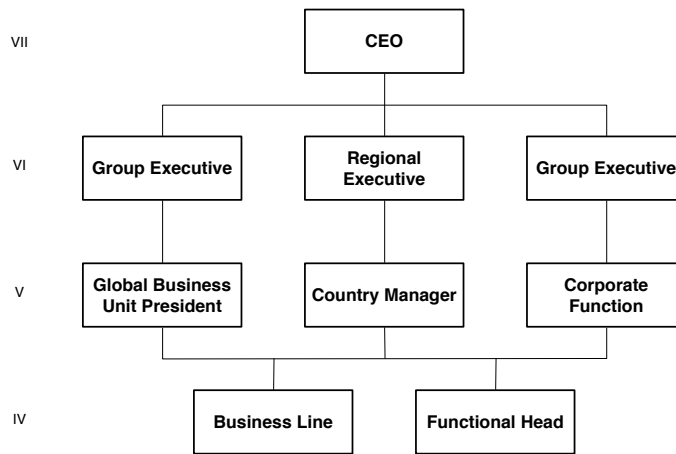 VII
CEO
VI
Group Executive
Regional
Executive
Group Executive
V
Global Business
Unit President
Country Manager
Corporate
Function
IV
Business Line
Functional Head